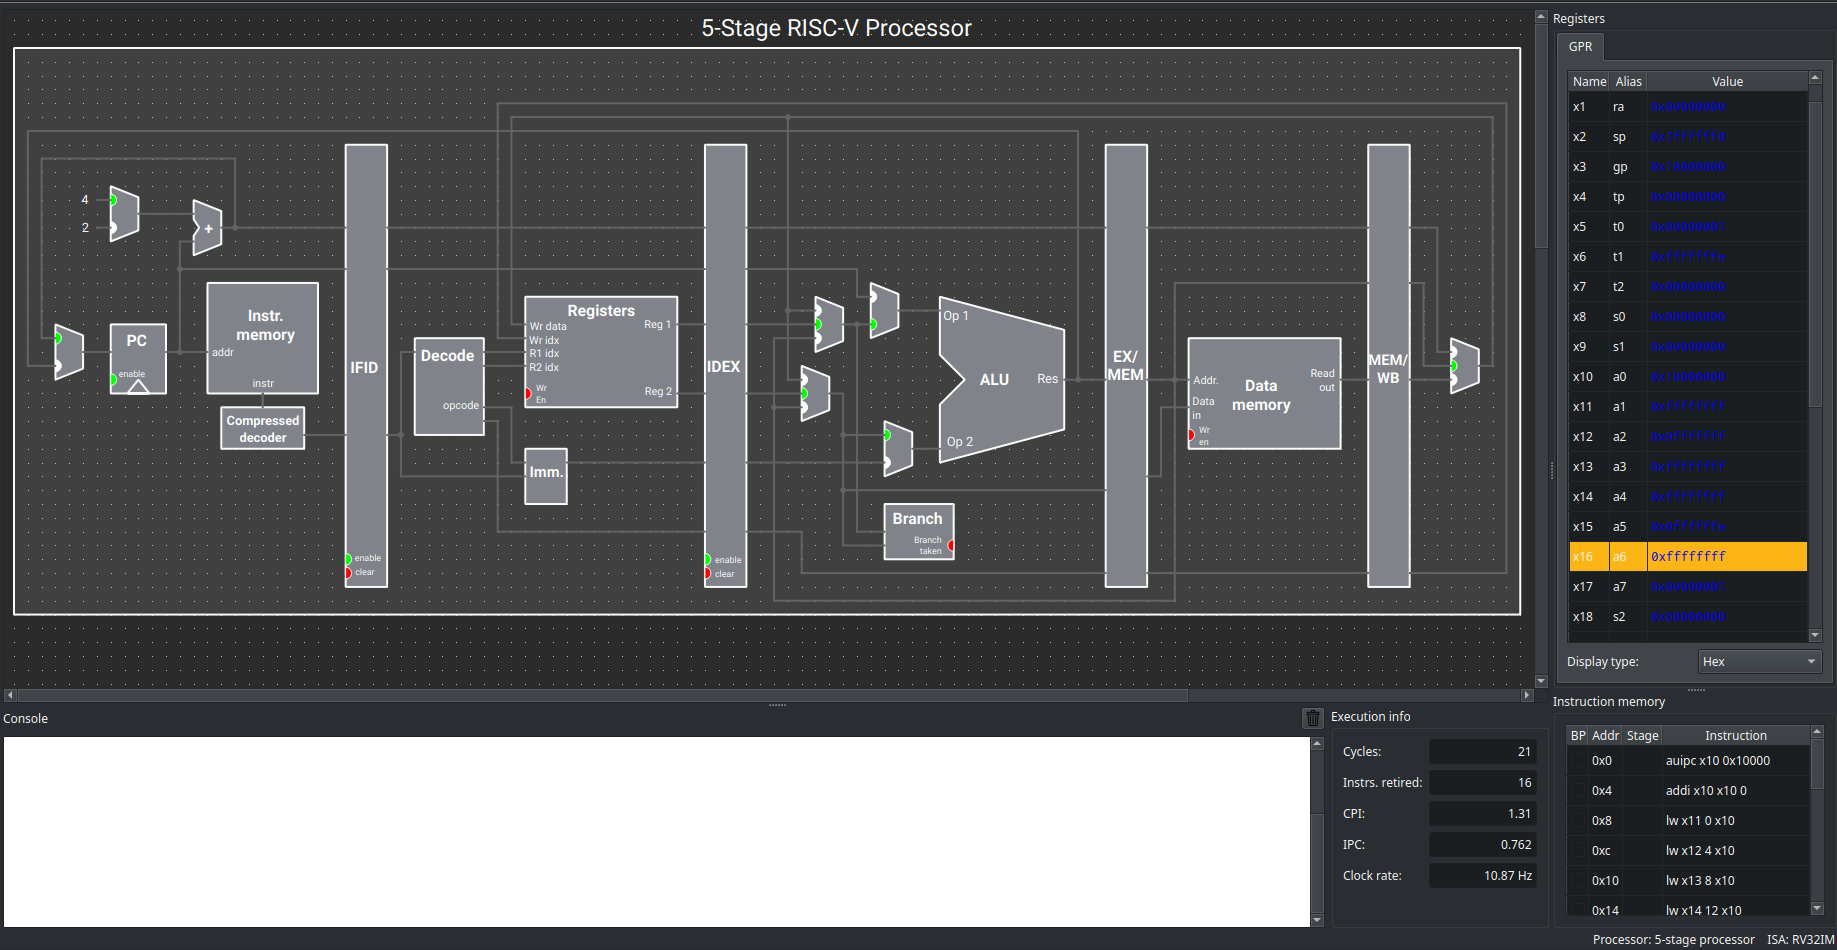 5-Stage RISC-V Processor
4
2
+
PC
enable
Instr.
memory
addr
instr
Compressed
decoder
IFID
enable
clear
Decode
opcode
Registers
Wr data
Wr idx
R1 idx
R2 idx
Wr
En
Reg 1
Reg 2
Imm.
IDEX
enable
clear
Op 1
ALU
Res
Op 2
Branch
Branch
taken
EX/
MEM
Addr.
Data
in
Wr
en
Data
memory
Read
out
MEM/
WB
Registers
GPR
Name Alias Value
x1 ra 0x00000000
x2 sp 0x7ffffff0
x3 gp 0x10000000
x4 tp 0x00000000
x5 t0 0x00000001
x6 t1
x7 t2 0x00000000
x8 s0 0x00000000
x9 s1 0x00000000
x10 a0 0x10000000
x11 a1 0xffffffff
x12 a2 0x0fffffff
x13 a3 0xffffffff
x14 a4 0xffffffff
x15 a5
x16 a6 0xffffffff
x17 a7 0x00000001
x18 s2 0x00000000
Display type: Hex
Console
Execution info
Cycles: 21
Instrs. retired: 16
CPI: 1.31
IPC: 0.762
Clock rate: 10.87 Hz
Instruction memory
BP Addr Stage Instruction
0x0 auipc x10 0x10000
0x4 addi x10 x10 0
0x8 lw x11 0 x10
0xc lw x12 4 x10
0x10 lw x13 8 x10
0x14 lw x14 12 x10
Processor: 5-stage processor ISA: RV32IM